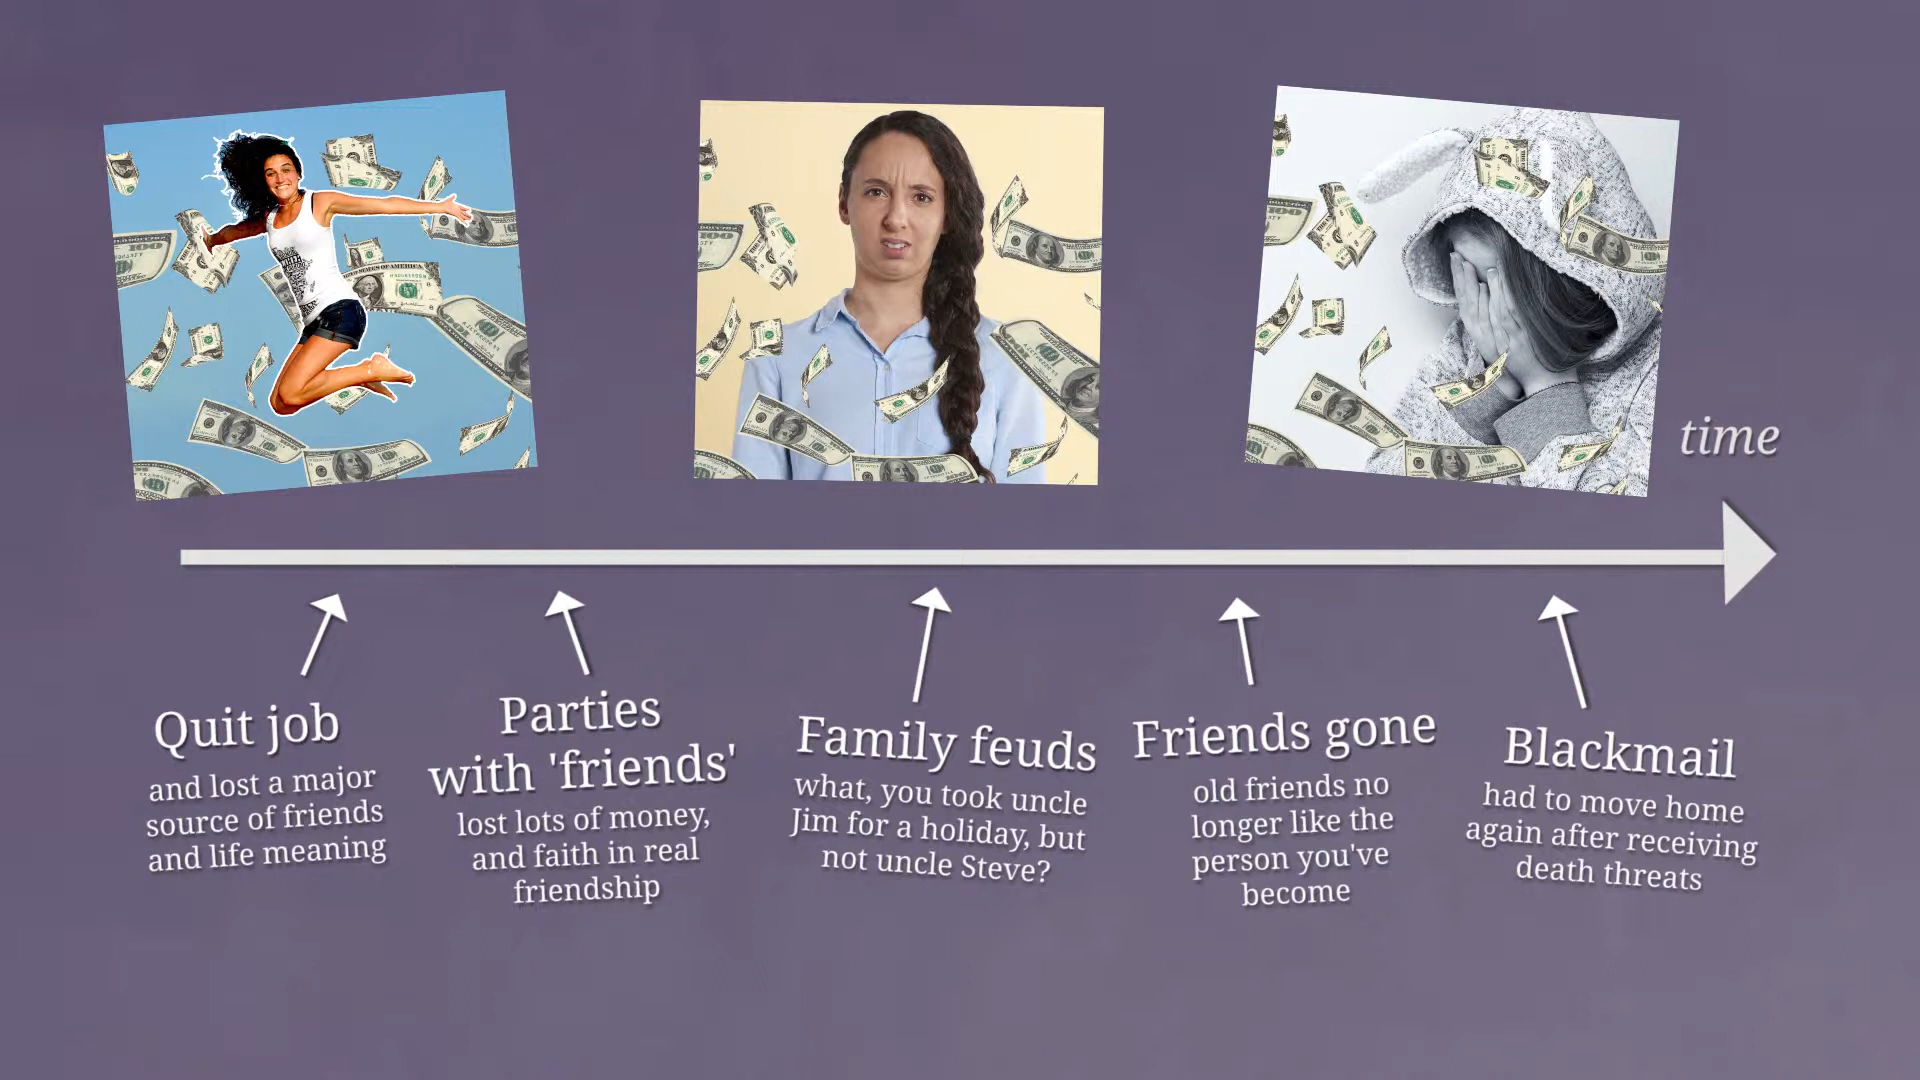 time
Quit job
and lost a major
source of friends
and life meaning
Parties
with 'friends'
lost lots of money,
and faith in real
friendship
Family feuds
what, you took uncle
Jim for a holiday, but
not uncle Steve?
Friends gone
old friends no
longer like the
person you've
become
Blackmail
had to move home
again after receiving
death threats